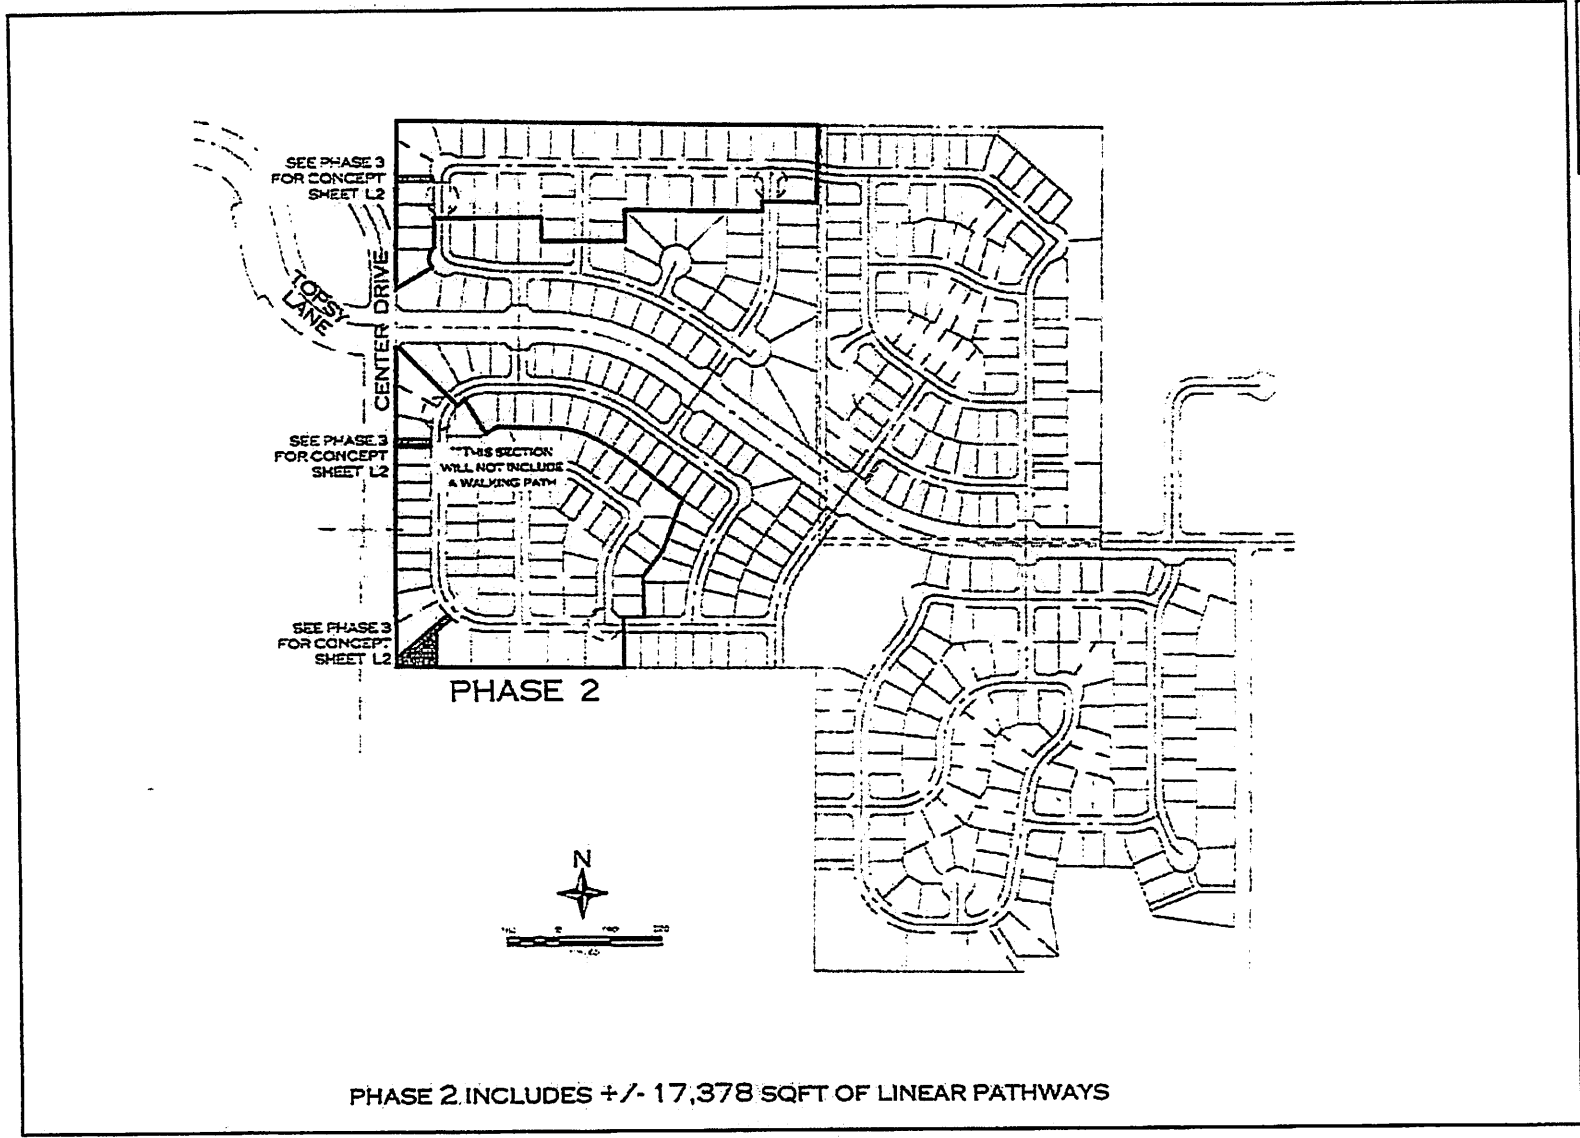 SEE PHASE 3
FOR CONCEPT
SHEET L2
TOPSY
LANE
CENTER DRIVE
SEE PHASE 3
FOR CONCEPT
SHEET L2
THIS SECTION
WILL NOT INCLUDE
A WALKING PATH
SEE PHASE 3
FOR CONCEPT
SHEET L2
PHASE 2
N
PHASE 2 INCLUDES +/- 17,378 SQFT OF LINEAR PATHWAYS